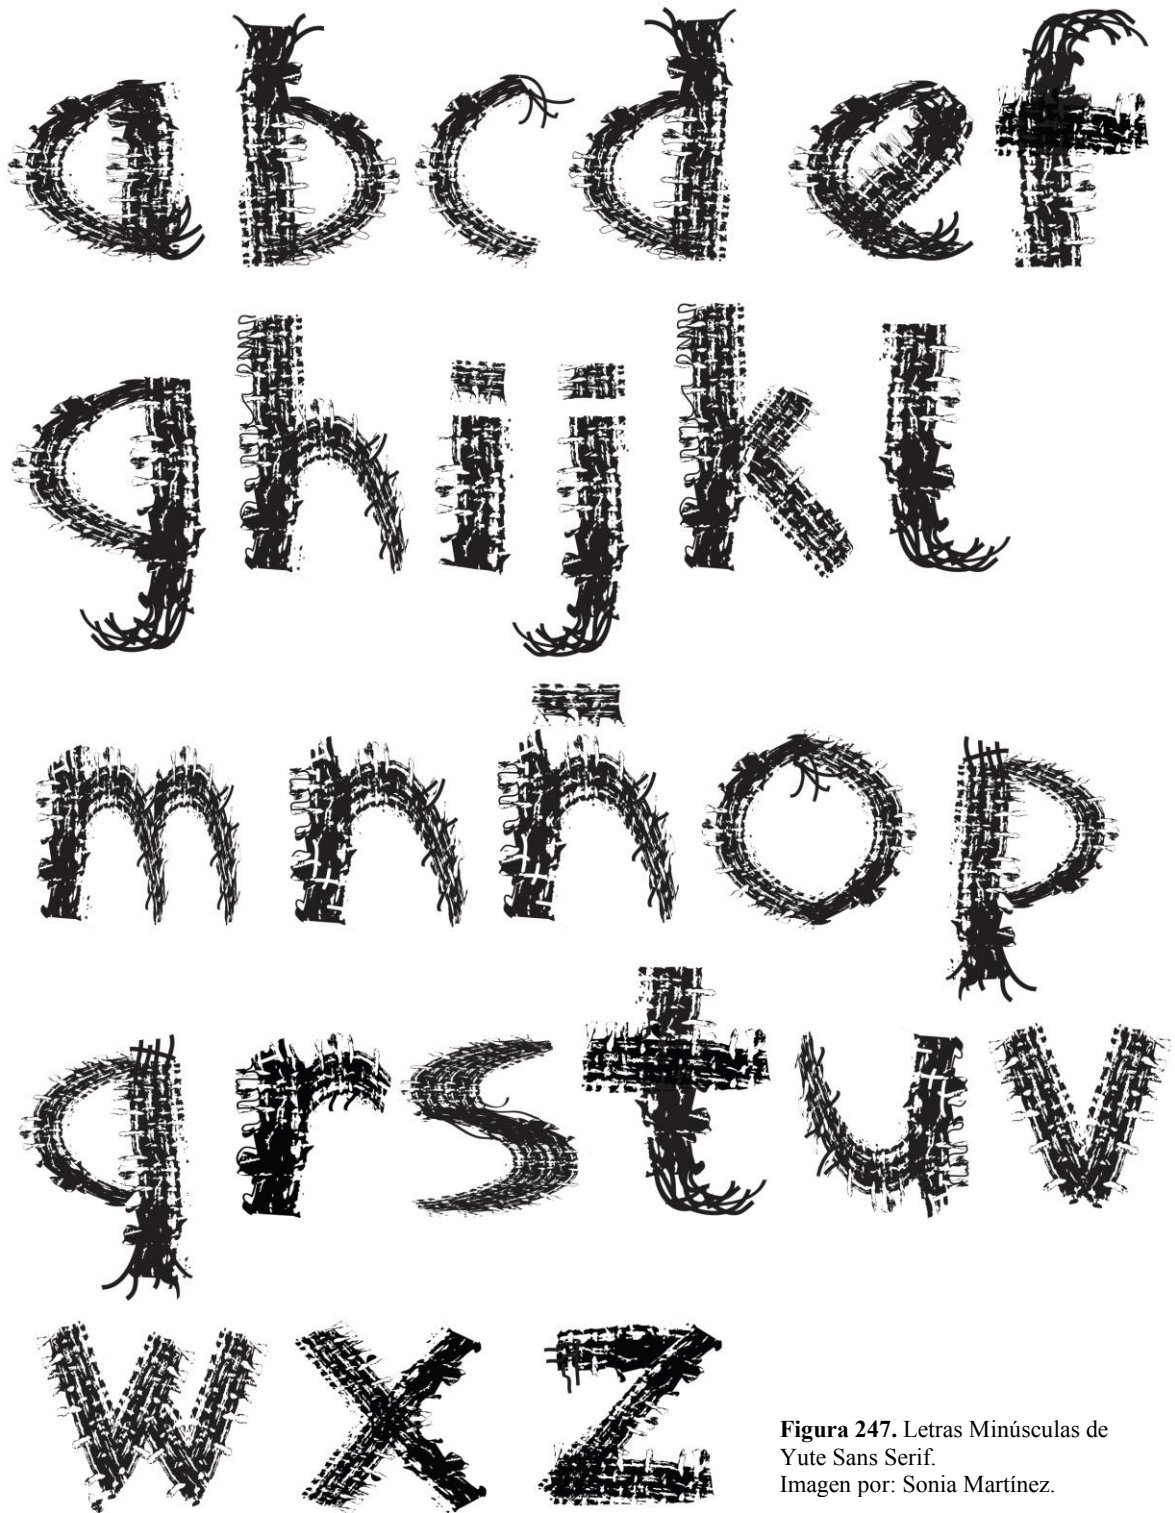 a b c d e f
g h i j k l
m n ñ o p
q r s t u v
w x z
Figura 247. Letras Minúsculas de
Yute Sans Serif.
Imagen por: Sonia Martínez.